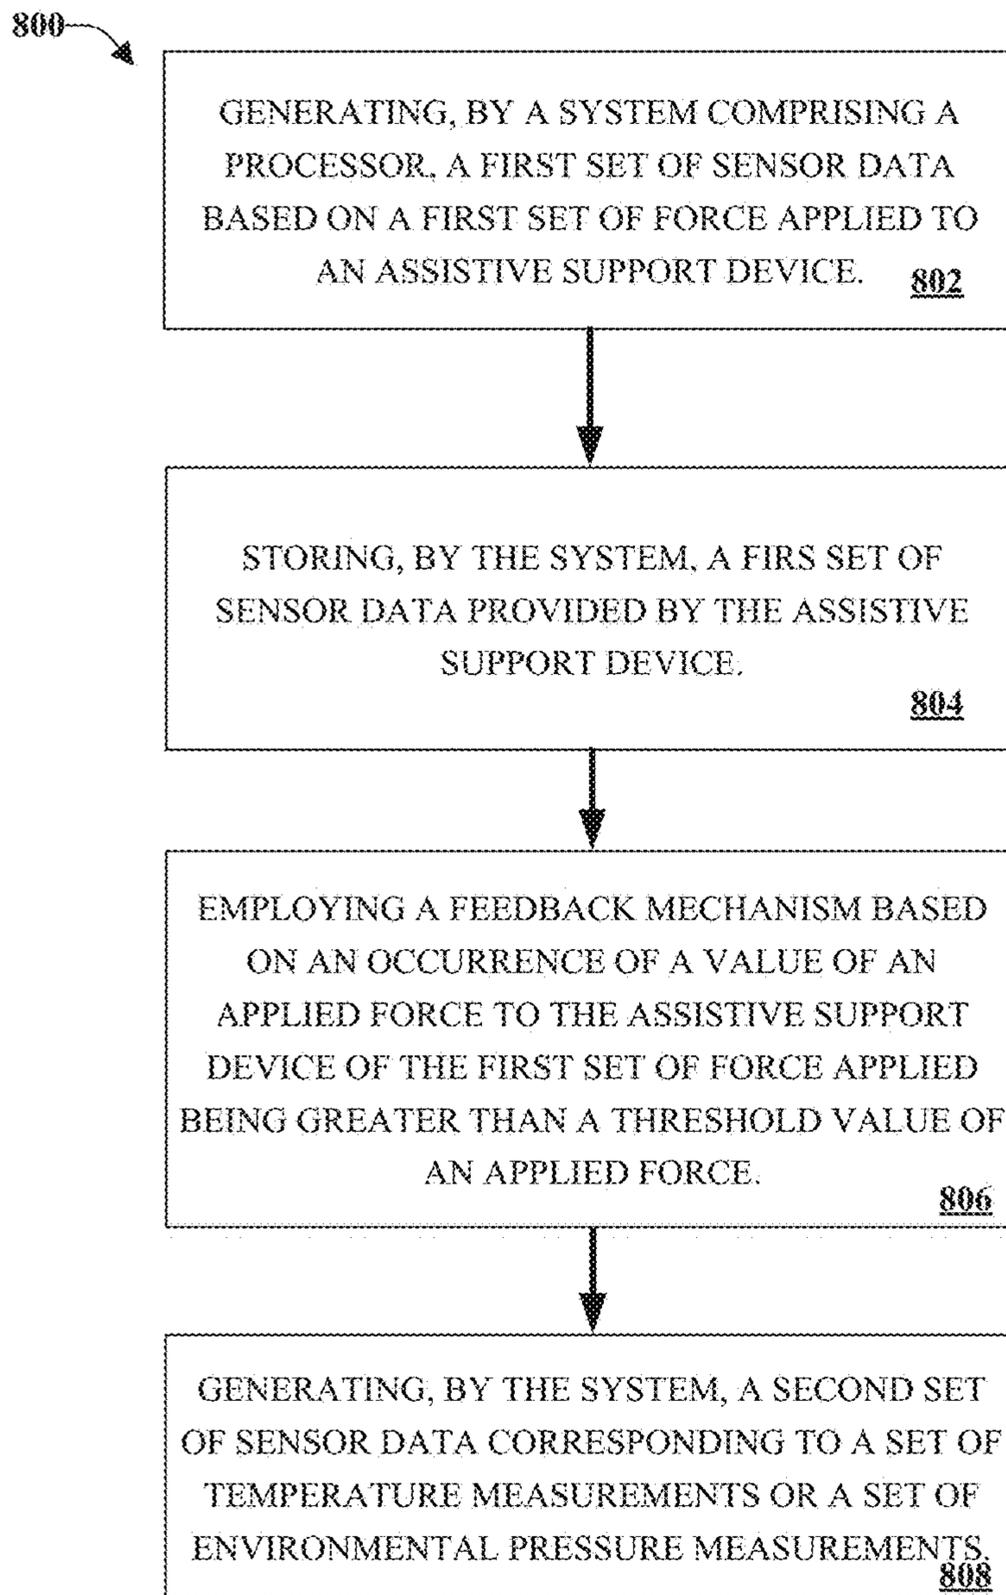 800
GENERATING, BY A SYSTEM COMPRISING A
PROCESSOR, A FIRST SET OF SENSOR DATA
BASED ON A FIRST SET OF FORCE APPLIED TO
AN ASSISTIVE SUPPORT DEVICE.
802
STORING, BY THE SYSTEM, A FIRS SET OF
SENSOR DATA PROVIDED BY THE ASSISTIVE
SUPPORT DEVICE.
804
EMPLOYING A FEEDBACK MECHANISM BASED
ON AN OCCURRENCE OF A VALUE OF AN
APPLIED FORCE TO THE ASSISTIVE SUPPORT
DEVICE OF THE FIRST SET OF FORCE APPLIED
BEING GREATER THAN A THRESHOLD VALUE OF
AN APPLIED FORCE.
806
GENERATING, BY THE SYSTEM, A SECOND SET
OF SENSOR DATA CORRESPONDING TO A SET OF
TEMPERATURE MEASUREMENTS OR A SET OF
ENVIRONMENTAL PRESSURE MEASUREMENTS.
808